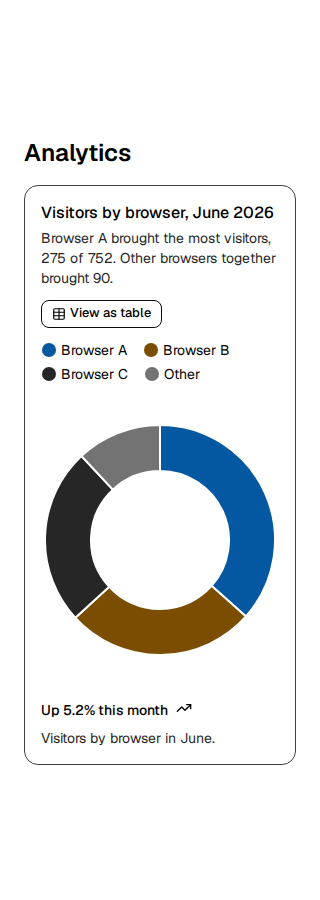 Analytics
Visitors by browser, June 2026
Browser A brought the most visitors,
275 of 752. Other browsers together
brought 90.
View as table
Browser A
Browser B
Browser C
Other
Up 5.2% this month
Visitors by browser in June.